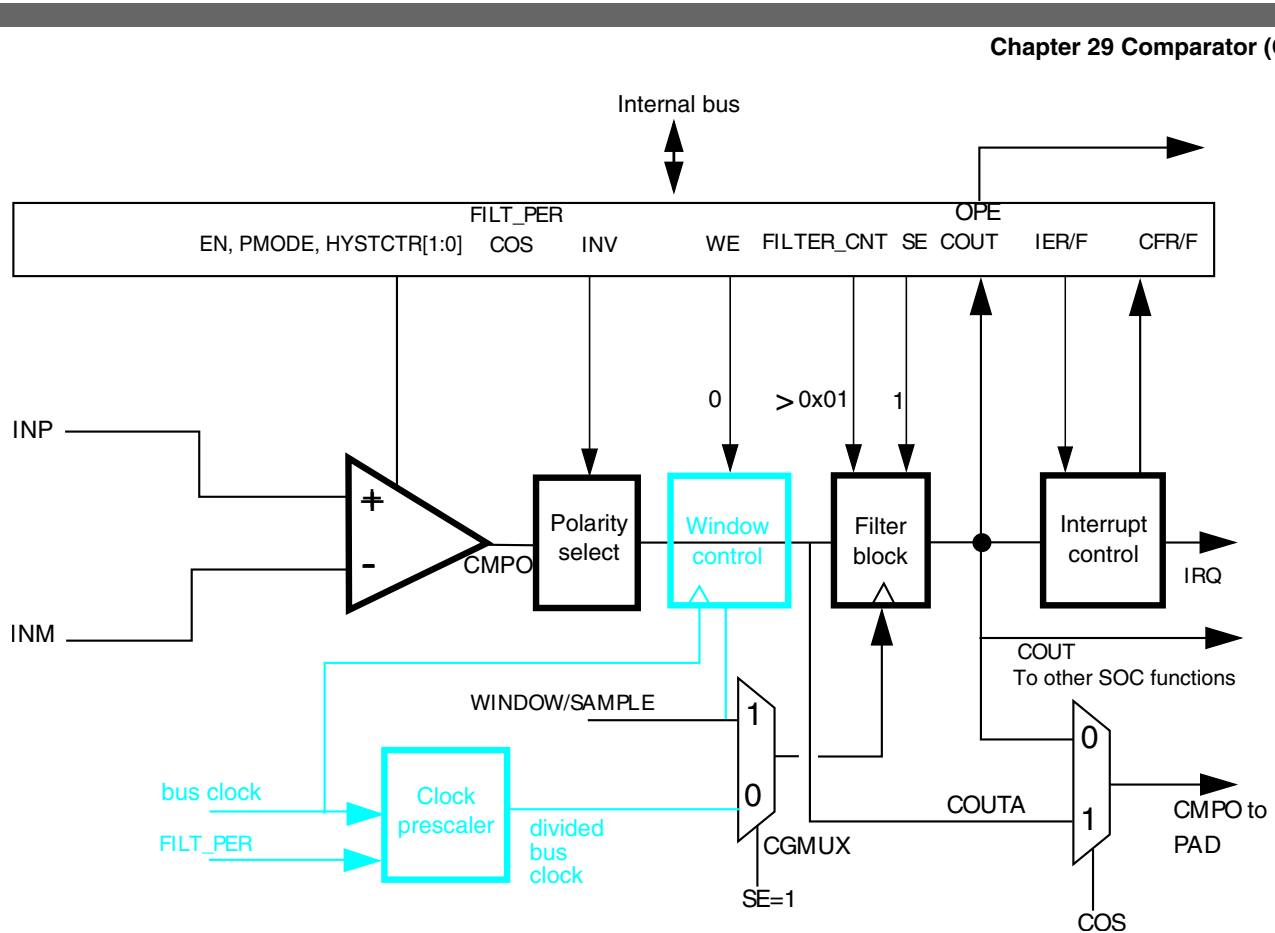 Chapter 29 Comparator (
Internal bus
FILT_PER
OPE
EN, PMODE, HYSTCTR[1:0]
COS
INV
WE
FILTER_CNT
SE
COUT
IER/F
CFR/F
0
> 0x01
1
INP
+
-
INM
CMPO
Polarity
select
Window
control
Filter
block
Interrupt
control
IRQ
COUT
To other SOC functions
WINDOW/SAMPLE
1
0
CGMUX
SE=1
bus clock
FILT_PER
Clock
prescaler
divided
bus
clock
COUTA
0
1
CMPO to
PAD
COS